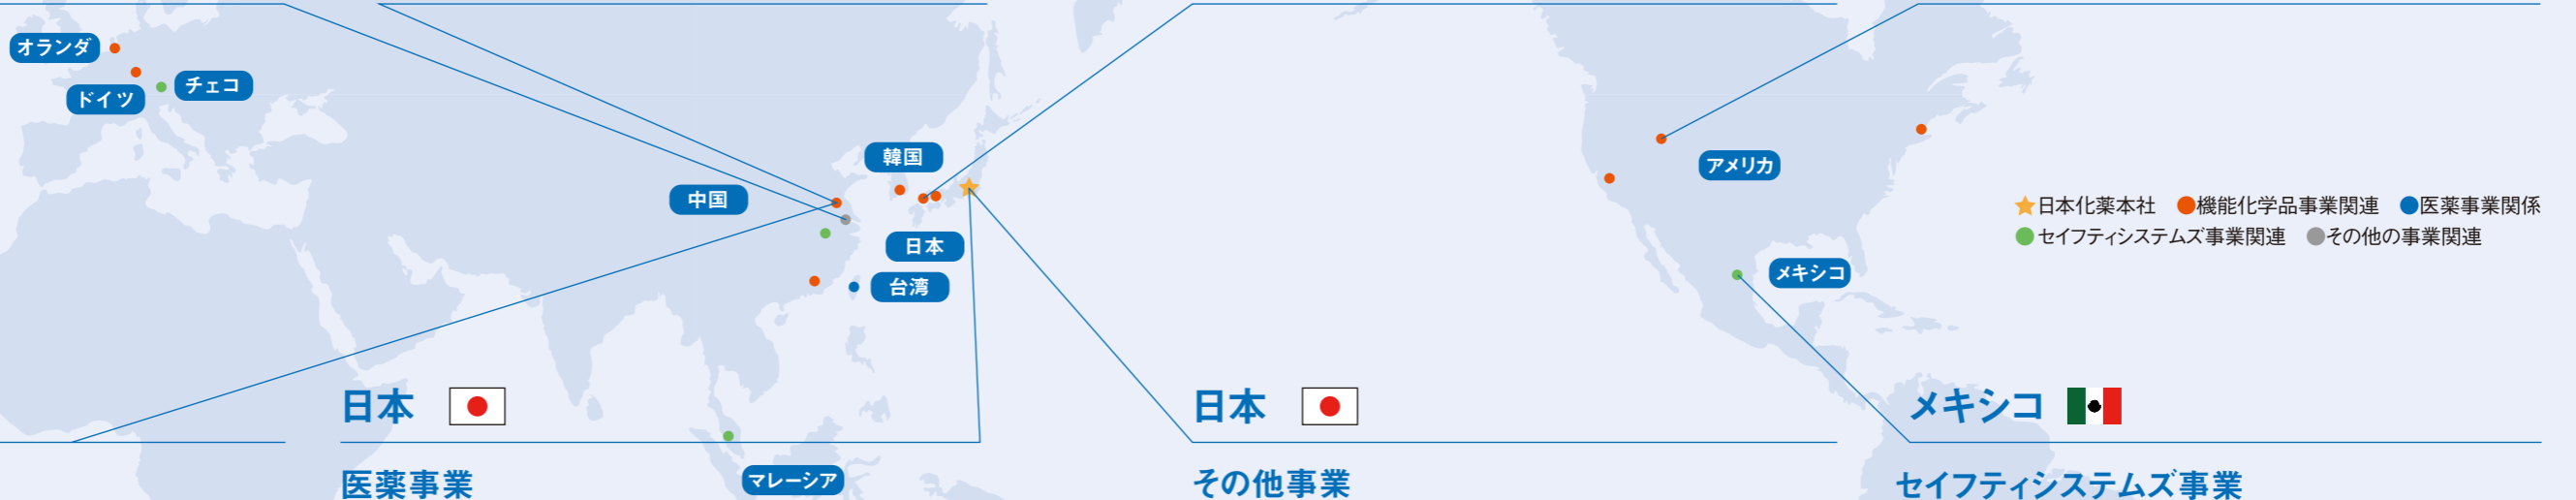 オランダ
ドイツ
チェコ
韓国
中国
日本
台湾
マレーシア
アメリカ
メキシコ
★日本化薬本社 ●機能化学品事業関連 ●医薬事業関係
●セイフティシステムズ事業関連 ●その他の事業関連
日本
医薬事業
日本
その他事業
メキシコ
セイフティシステムズ事業